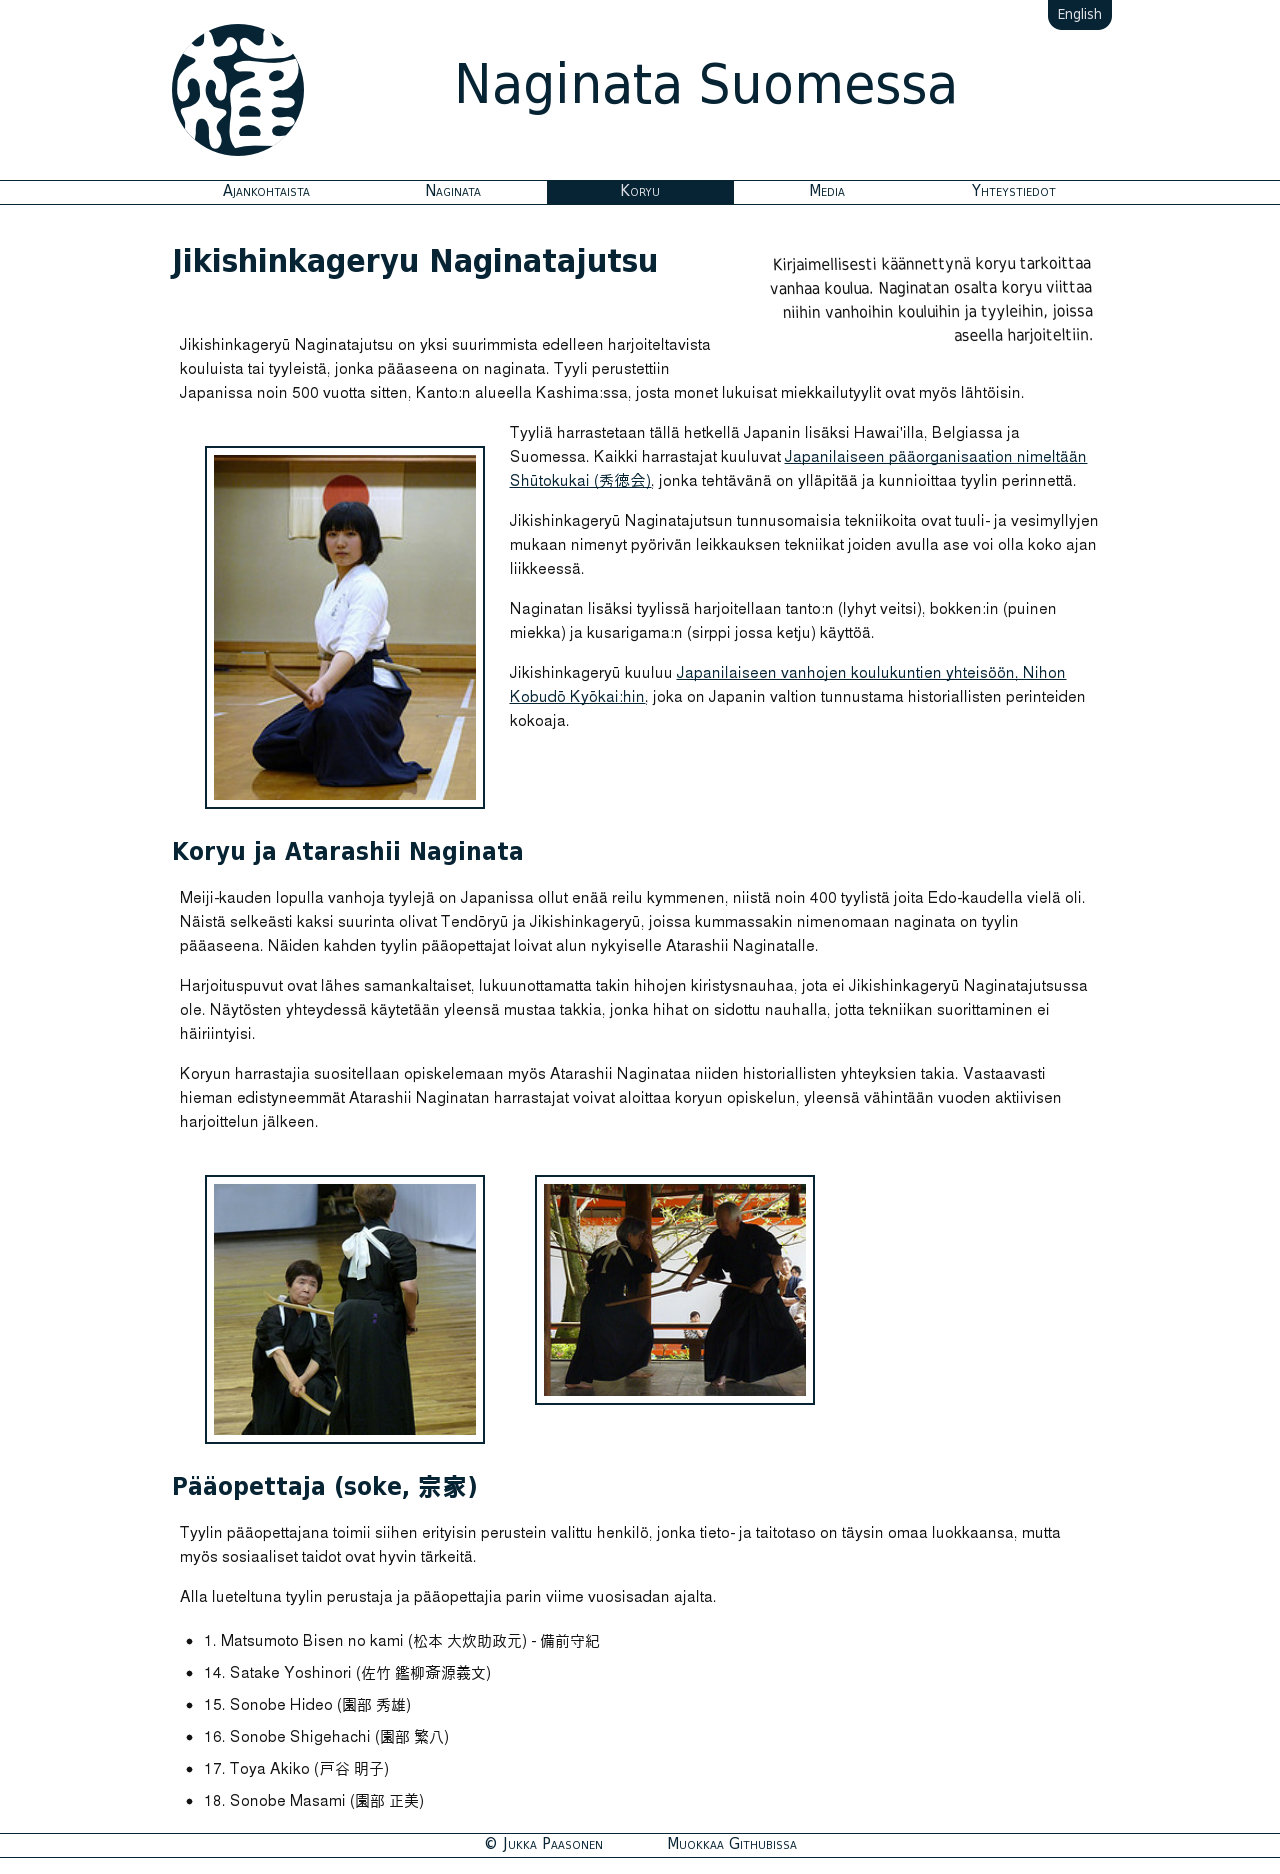 English
Naginata Suomessa
Ajankohtaista
Naginata
Koryu
Media
Yhteystiedot
Jikishinkageryu Naginatajutsu
Kirjaimellisesti käännettynä koryu tarkoittaa
vanhaa koulua. Naginatan osalta koryu viittaa
niihin vanhoihin kouluihin ja tyyleihin, joissa
aseella harjoiteltiin.
Jikishinkageryū Naginatajutsu on yksi suurimmista edelleen harjoiteltavista
kouluista tai tyyleistä, jonka pääaseena on naginata. Tyyli perustettiin
Japanissa noin 500 vuotta sitten, Kanto:n alueella Kashima:ssa, josta monet lukuisat miekkailutyylit ovat myös lähtöisin.
Tyyliä harrastetaan tällä hetkellä Japanin lisäksi Hawai'illa, Belgiassa ja
Suomessa. Kaikki harrastajat kuuluvat Japanilaiseen pääorganisaation nimeltään
Shūtokukai (秀徳会), jonka tehtävänä on ylläpitää ja kunnioittaa tyylin perinnettä.
Jikishinkageryū Naginatajutsun tunnusomaisia tekniikoita ovat tuuli- ja vesimyllyjen
mukaan nimenyt pyörivän leikkauksen tekniikat joiden avulla ase voi olla koko ajan
liikkeessä.
Naginatan lisäksi tyylissä harjoitellaan tanto:n (lyhyt veitsi), bokken:in (puinen
miekka) ja kusarigama:n (sirppi jossa ketju) käyttöä.
Jikishinkageryū kuuluu Japanilaiseen vanhojen koulukuntien yhteisöön, Nihon
Kobudō Kyōkai:hin, joka on Japanin valtion tunnustama historiallisten perinteiden
kokoaja.
Koryu ja Atarashii Naginata
Meiji-kauden lopulla vanhoja tyylejä on Japanissa ollut enää reilu kymmenen, niistä noin 400 tyylistä joita Edo-kaudella vielä oli.
Näistä selkeästi kaksi suurinta olivat Tendōryū ja Jikishinkageryū, joissa kummassakin nimenomaan naginata on tyylin
pääaseena. Näiden kahden tyylin pääopettajat loivat alun nykyiselle Atarashii Naginatalle.
Harjoituspuvut ovat lähes samankaltaiset, lukuunottamatta takin hihojen kiristysnauhaa, jota ei Jikishinkageryū Naginatajutsussa
ole. Näytösten yhteydessä käytetään yleensä mustaa takkia, jonka hihat on sidottu nauhalla, jotta tekniikan suorittaminen ei
häiriintyisi.
Koryun harrastajia suositellaan opiskelemaan myös Atarashii Naginataa niiden historiallisten yhteyksien takia. Vastaavasti
hieman edistyneemmät Atarashii Naginatan harrastajat voivat aloittaa koryun opiskelun, yleensä vähintään vuoden aktiivisen
harjoittelun jälkeen.
Pääopettaja (soke, 宗家)
Tyylin pääopettajana toimii siihen erityisin perustein valittu henkilö, jonka tieto- ja taitotaso on täysin omaa luokkaansa, mutta
myös sosiaaliset taidot ovat hyvin tärkeitä.
Alla lueteltuna tyylin perustaja ja pääopettajia parin viime vuosisadan ajalta.
• 1. Matsumoto Bisen no kami (松本 大炊助政元) - 備前守紀
• 14. Satake Yoshinori (佐竹 鑑柳斎源義文)
• 15. Sonobe Hideo (園部 秀雄)
• 16. Sonobe Shigehachi (園部 繁八)
• 17. Toya Akiko (戸谷 明子)
• 18. Sonobe Masami (園部 正美)
© Jukka Paasonen
Muokkaa Githubissa